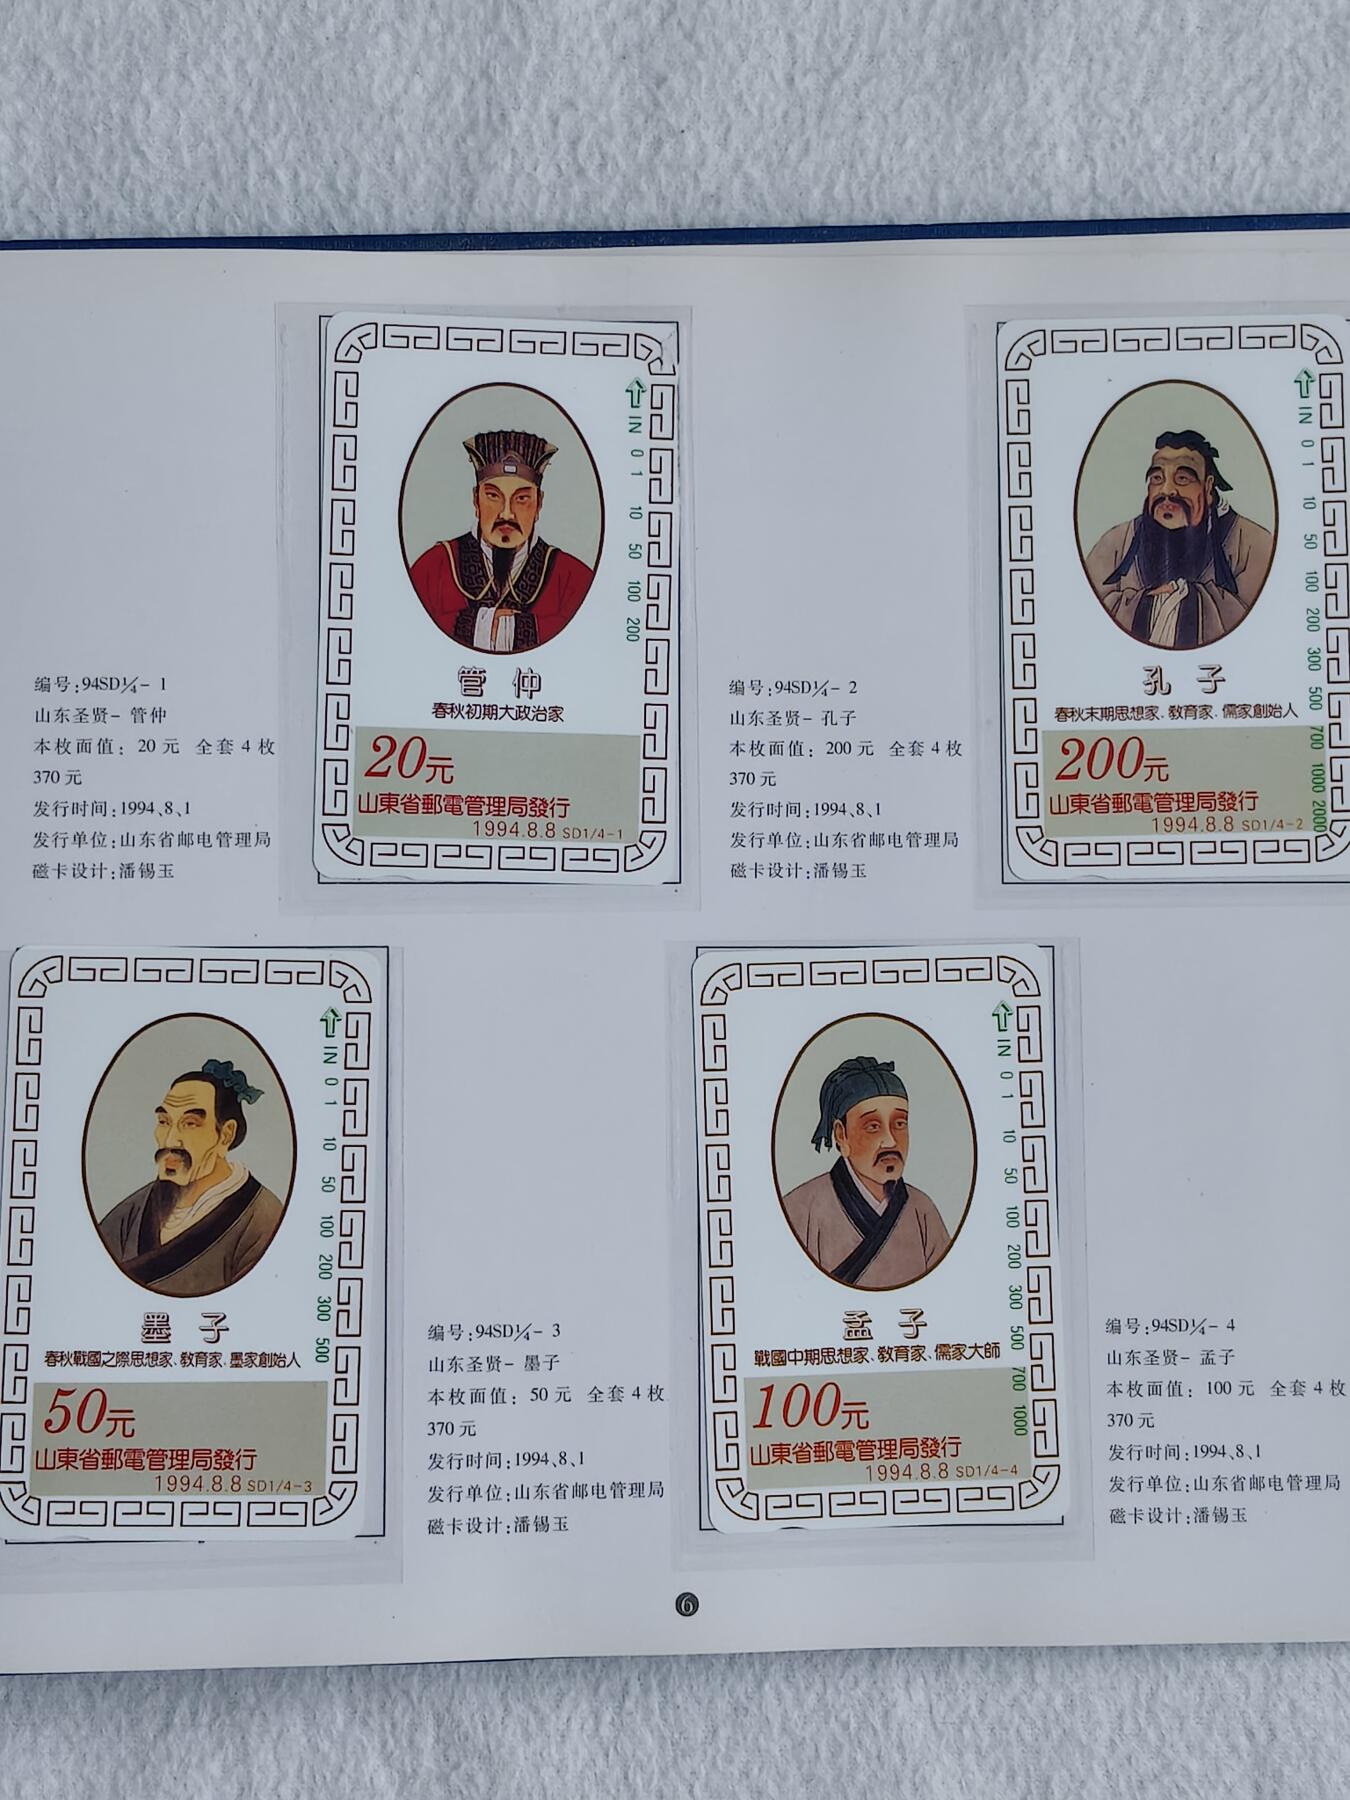 编号:94SD1/4-1
山东圣贤-管仲
本枚面值: 20元 全套4枚
370元
发行时间:1994、8、1
发行单位:山东省邮电管理局
磁卡设计:潘锡玉
IN 0 1 10 50 100 200
管仲
春秋初期大政治家
20元
山東省郵電管理局發行
1994.8.8 SD1/4-1
编号:94SD1/4-2
山东圣贤-孔子
本枚面值: 200元 全套4枚
370元
发行时间:1994、8、1
发行单位:山东省邮电管理局
磁卡设计:潘锡玉
IN 0 1 10 50 100 200 300 500 700 1000 2000
孔子
春秋末期思想家、教育家、儒家創始人
200元
山東省郵電管理局發行
1994.8.8 SD1/4-2
IN 0 1 10 50 100 200 300 500
墨子
春秋戰國之際思想家、教育家、墨家創始人
50元
山東省郵電管理局發行
1994.8.8 SD1/4-3
编号:94SD1/4-3
山东圣贤-墨子
本枚面值: 50元 全套4枚
370元
发行时间:1994、8、1
发行单位:山东省邮电管理局
磁卡设计:潘锡玉
IN 0 1 10 50 100 200 300 500 700 1000
孟子
戰國中期思想家、教育家、儒家大師
100元
山東省郵電管理局發行
1994.8.8 SD1/4-4
编号:94SD1/4-4
山东圣贤-孟子
本枚面值: 100元 全套4枚
370元
发行时间:1994、8、1
发行单位:山东省邮电管理局
磁卡设计:潘锡玉
6